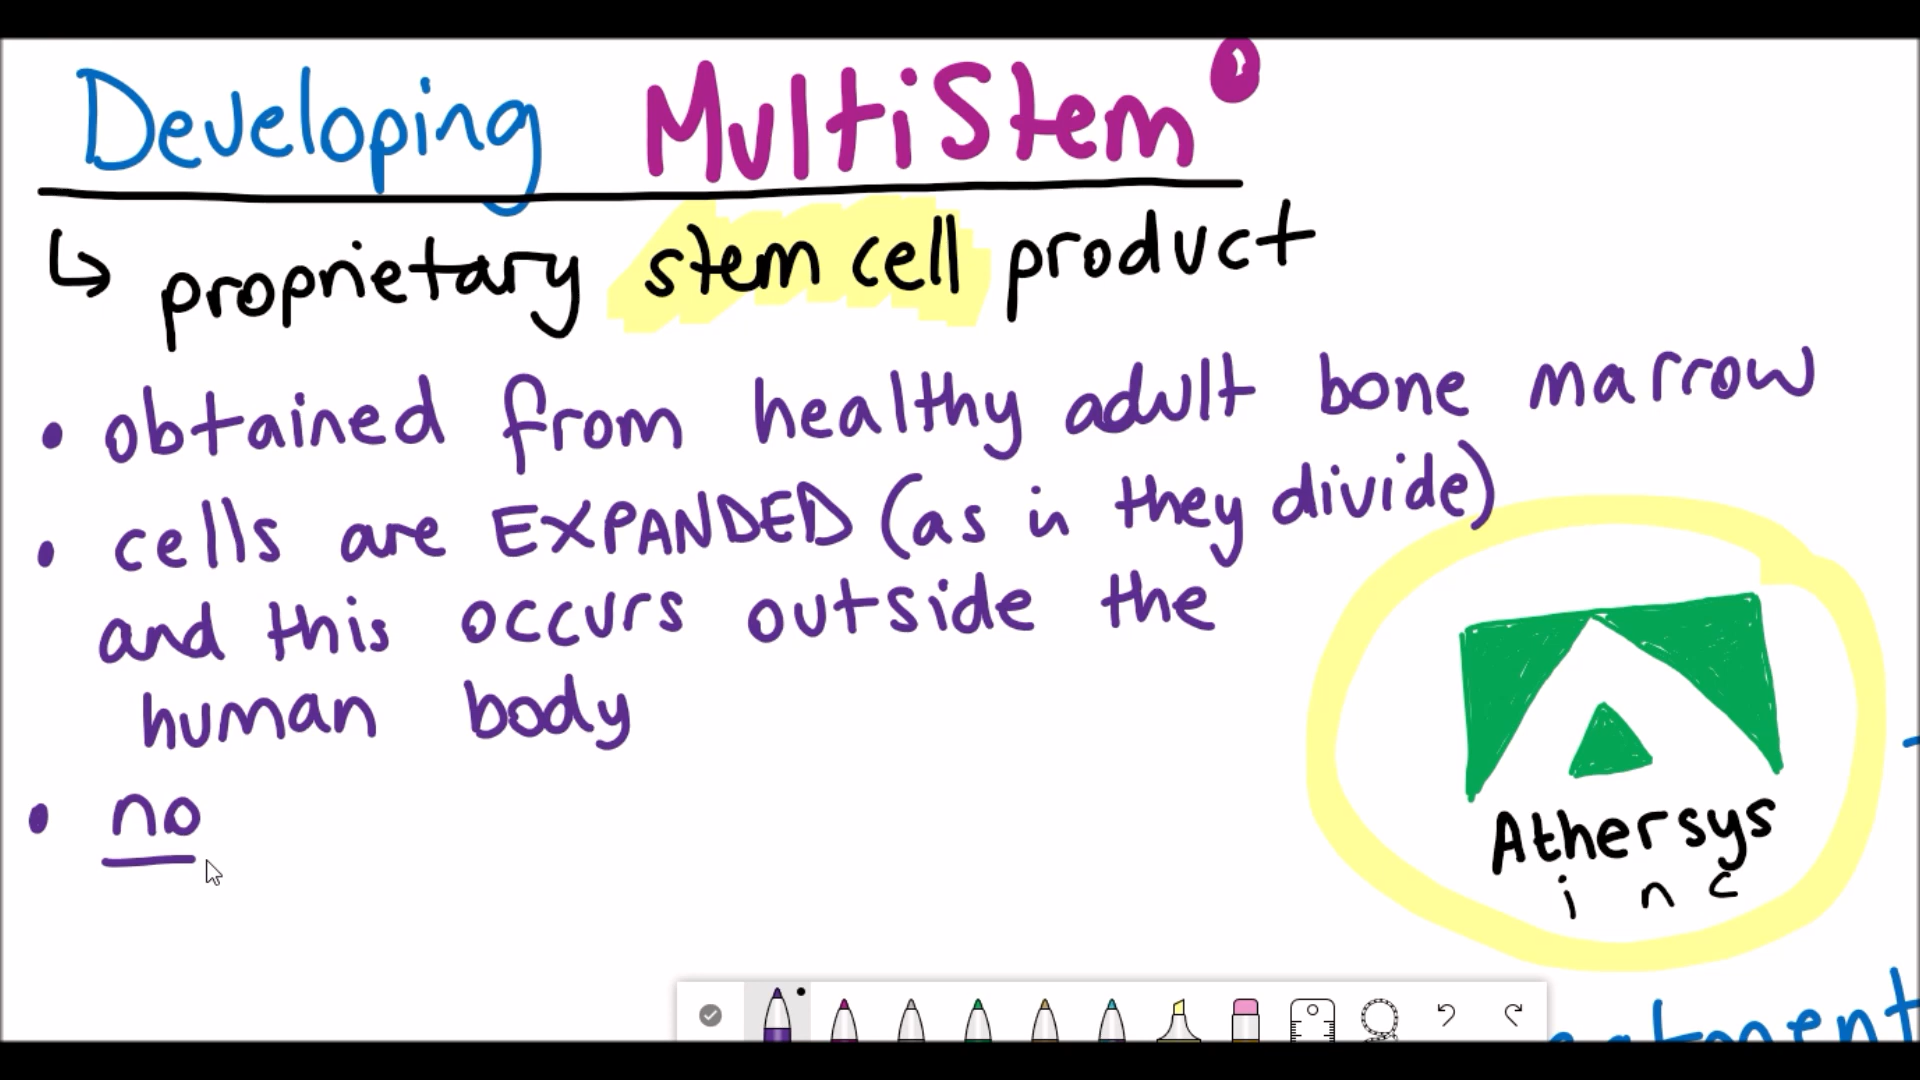 Developing MultiStem
↳ proprietary stem cell product
• obtained from healthy adult bone marrow
• cells are EXPANDED (as in they divide)
and this occurs outside the
human body
• no
Athersys
inc